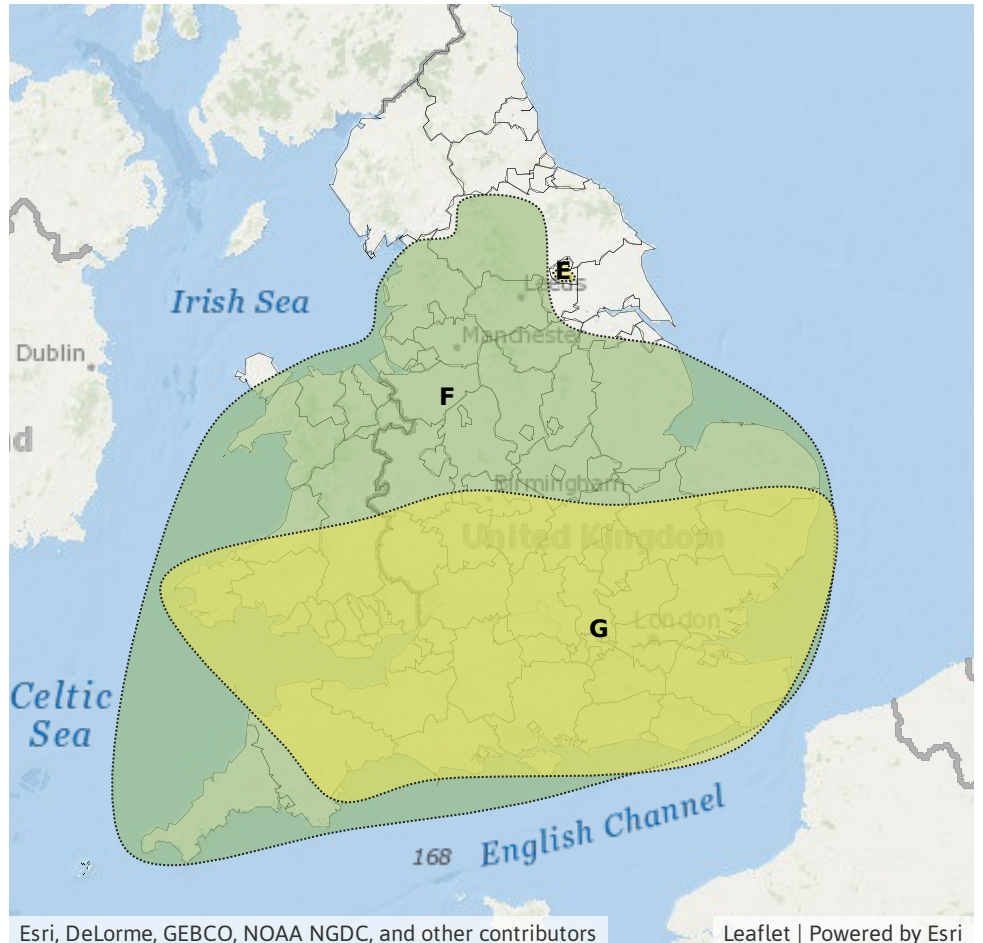 E
Leeds
Irish Sea
Manchester
Dublin
F
d
Birmingham
United Kingdom
London
G
Celtic
Sea
English Channel
168
Esri, DeLorme, GEBCO, NOAA NGDC, and other contributors
Leaflet | Powered by Esri